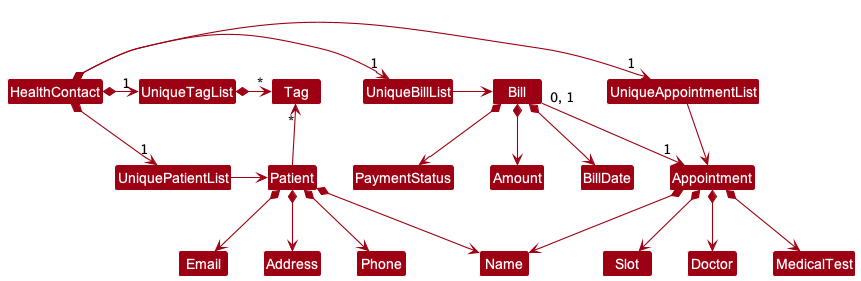 1
1
HealthContact
1
UniqueTagList
*
Tag
UniqueBillList
Bill
0, 1
UniqueAppointmentList
*
1
1
UniquePatientList
Patient
PaymentStatus
Amount
BillDate
Appointment
Email
Address
Phone
Name
Slot
Doctor
MedicalTest